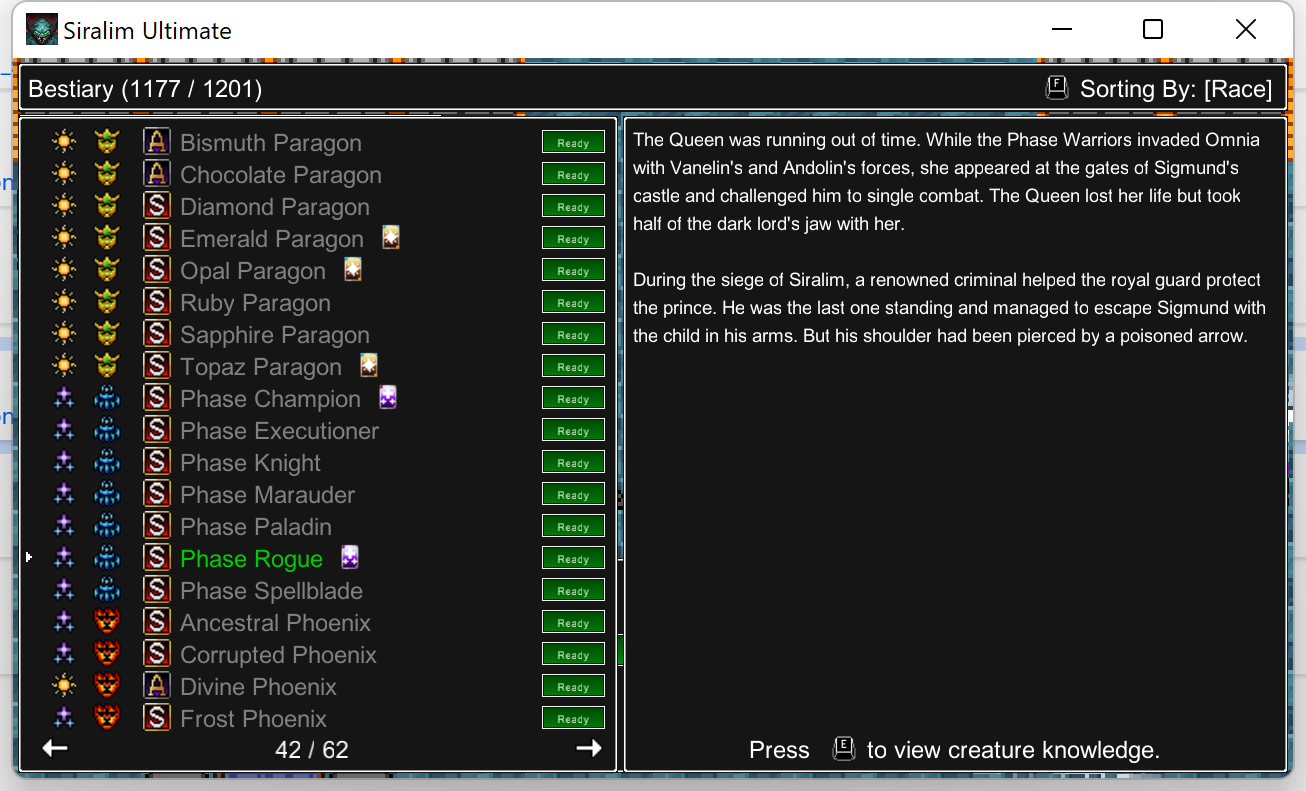 Siralim Ultimate
Bestiary (1177 / 1201)
F Sorting By: [Race]
A Bismuth Paragon Ready
A Chocolate Paragon Ready
S Diamond Paragon Ready
S Emerald Paragon Ready
S Opal Paragon Ready
S Ruby Paragon Ready
S Sapphire Paragon Ready
S Topaz Paragon Ready
S Phase Champion Ready
S Phase Executioner Ready
S Phase Knight Ready
S Phase Marauder Ready
S Phase Paladin Ready
S Phase Rogue Ready
S Phase Spellblade Ready
S Ancestral Phoenix Ready
S Corrupted Phoenix Ready
A Divine Phoenix Ready
S Frost Phoenix Ready
42 / 62
The Queen was running out of time. While the Phase Warriors invaded Omnia
with Vanelin's and Andolin's forces, she appeared at the gates of Sigmund's
castle and challenged him to single combat. The Queen lost her life but took
half of the dark lord's jaw with her.
During the siege of Siralim, a renowned criminal helped the royal guard protect
the prince. He was the last one standing and managed to escape Sigmund with
the child in his arms. But his shoulder had been pierced by a poisoned arrow.
Press E to view creature knowledge.